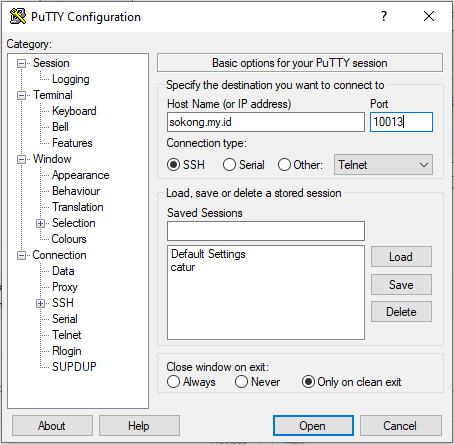 PuTTY Configuration
Category:
Session
Logging
Terminal
Keyboard
Bell
Features
Window
Appearance
Behaviour
Translation
Selection
Colours
Connection
Data
Proxy
SSH
Serial
Telnet
Rlogin
SUPDUP
Basic options for your PuTTY session
Specify the destination you want to connect to
Host Name (or IP address) Port
sokong.my.id 10013
Connection type:
SSH Serial Other: Telnet
Load, save or delete a stored session
Saved Sessions
Default Settings
catur
Load
Save
Delete
Close window on exit:
Always Never Only on clean exit
About Help Open Cancel